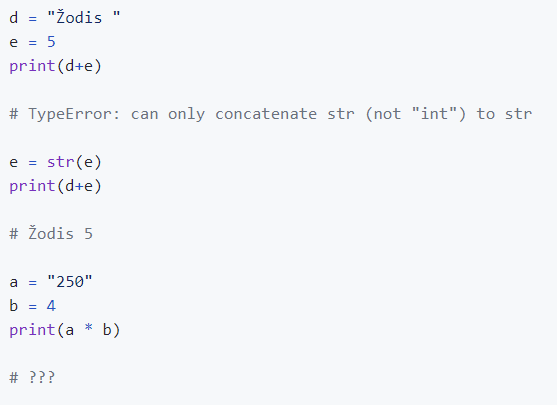 d = "Žodis "
e = 5
print(d+e)
# TypeError: can only concatenate str (not "int") to str
e = str(e)
print(d+e)
# Žodis 5
a = "250"
b = 4
print(a * b)
# ???